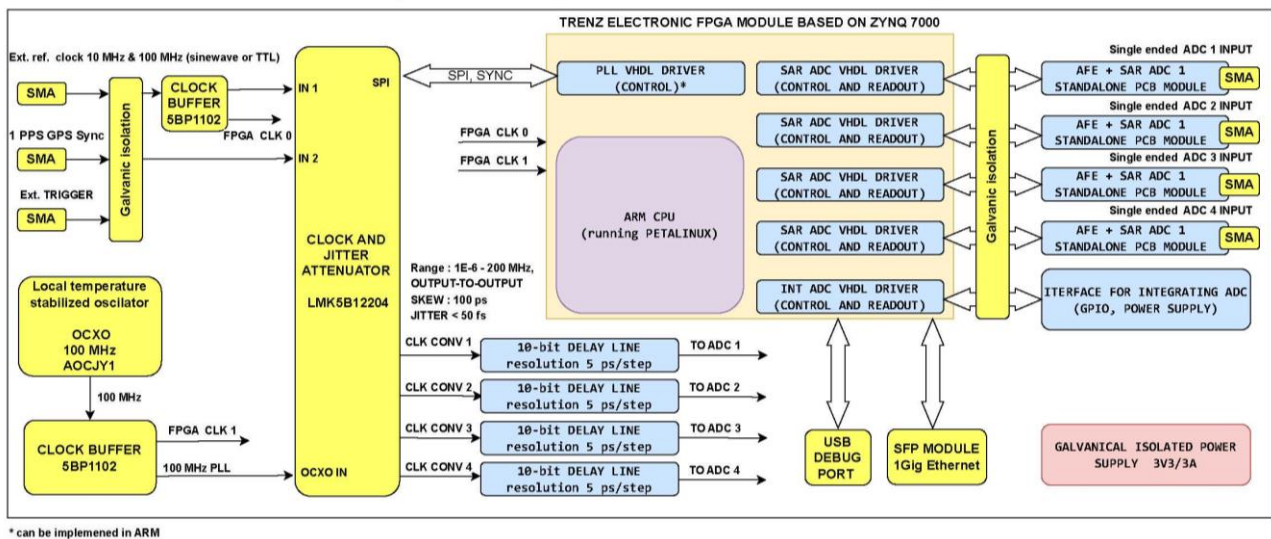 TRENZ ELECTRONIC FPGA MODULE BASED ON ZYNQ 7000
Ext. ref. clock 10 MHz & 100 MHz (sinewave or TTL)
SMA
1 PPS GPS Sync
SMA
Ext. TRIGGER
SMA
Galvanic isolation
CLOCK
BUFFER
5BP1102
FPGA CLK 0
IN 1
SPI
IN 2
CLOCK AND
JITTER
ATTENUATOR
LMK5B12204
OCXO IN
Local temperature
stabilized oscilator
OCXO
100 MHz
AOCJY1
100 MHz
CLOCK BUFFER
5BP1102
FPGA CLK 1
100 MHz PLL
SPI, SYNC
PLL VHDL DRIVER
(CONTROL)*
FPGA CLK 0
FPGA CLK 1
ARM CPU
(running PETALINUX)
Range : 1E-6 - 200 MHz,
OUTPUT-TO-OUTPUT
SKEW : 100 ps
JITTER < 50 fs
SAR ADC VHDL DRIVER
(CONTROL AND READOUT)
SAR ADC VHDL DRIVER
(CONTROL AND READOUT)
SAR ADC VHDL DRIVER
(CONTROL AND READOUT)
SAR ADC VHDL DRIVER
(CONTROL AND READOUT)
INT ADC VHDL DRIVER
(CONTROL AND READOUT)
Galvanic isolation
Single ended ADC 1 INPUT
AFE + SAR ADC 1
STANDALONE PCB MODULE
SMA
Single ended ADC 2 INPUT
AFE + SAR ADC 1
STANDALONE PCB MODULE
SMA
Single ended ADC 3 INPUT
AFE + SAR ADC 1
STANDALONE PCB MODULE
SMA
Single ended ADC 4 INPUT
AFE + SAR ADC 1
STANDALONE PCB MODULE
SMA
ITERFACE FOR INTEGRATING ADC
(GPIO, POWER SUPPLY)
CLK CONV 1
10-bit DELAY LINE
resolution 5 ps/step
TO ADC 1
CLK CONV 2
10-bit DELAY LINE
resolution 5 ps/step
TO ADC 2
CLK CONV 3
10-bit DELAY LINE
resolution 5 ps/step
TO ADC 3
CLK CONV 4
10-bit DELAY LINE
resolution 5 ps/step
TO ADC 4
USB
DEBUG
PORT
SFP MODULE
1Gig Ethernet
GALVANICAL ISOLATED POWER
SUPPLY 3V3/3A
* can be implemened in ARM